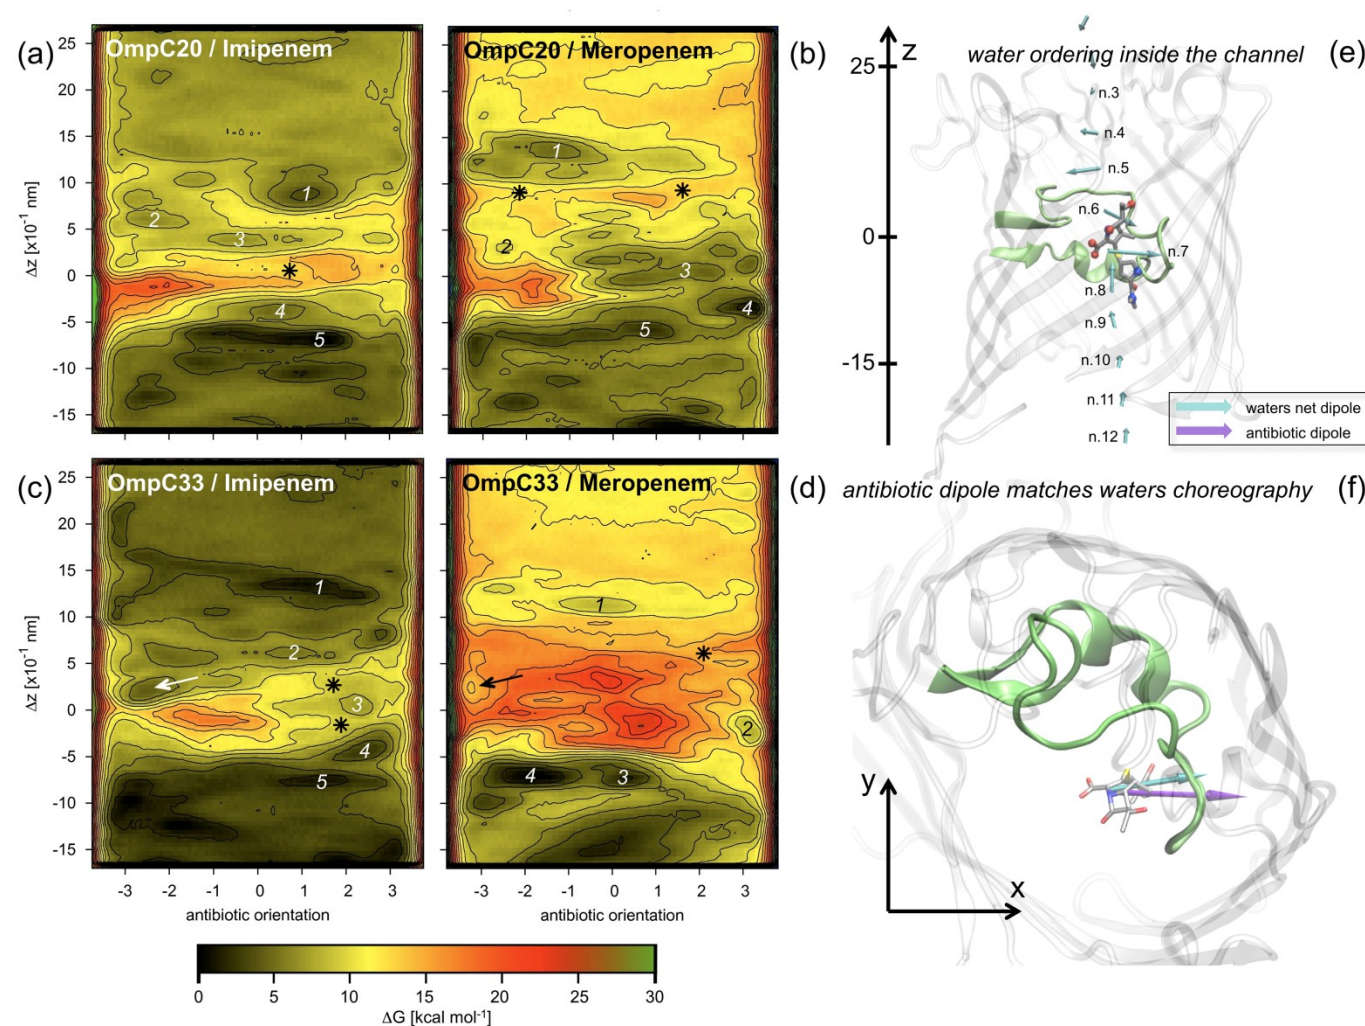 (a)
OmpC20 / Imipenem
OmpC20 / Meropenem
(b)
Δz [x10-1 nm]
25
20
15
10
5
0
-5
-10
-15
1
2
3
4
5
1
2
3
4
5
(c)
OmpC33 / Imipenem
OmpC33 / Meropenem
(d)
Δz [x10-1 nm]
25
20
15
10
5
0
-5
-10
-15
1
2
3
4
5
1
2
4
3
-3 -2 -1 0 1 2 3
-3 -2 -1 0 1 2 3
antibiotic orientation
antibiotic orientation
0 5 10 15 20 25 30
ΔG [kcal mol-1]
z
water ordering inside the channel
(e)
25
0
-15
n.3
n.4
n.5
n.6
n.7
n.8
n.9
n.10
n.11
n.12
waters net dipole
antibiotic dipole
antibiotic dipole matches waters choreography
(f)
y
x